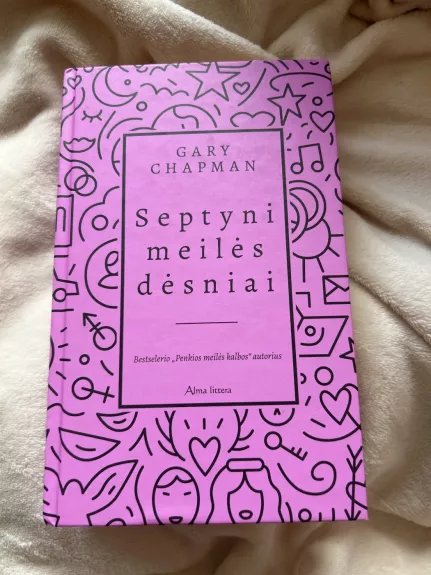 GARY
CHAPMAN
Septyni
meilės
dėsniai
Bestselerio „Penkios meilės kalbos“ autorius
Alma littera